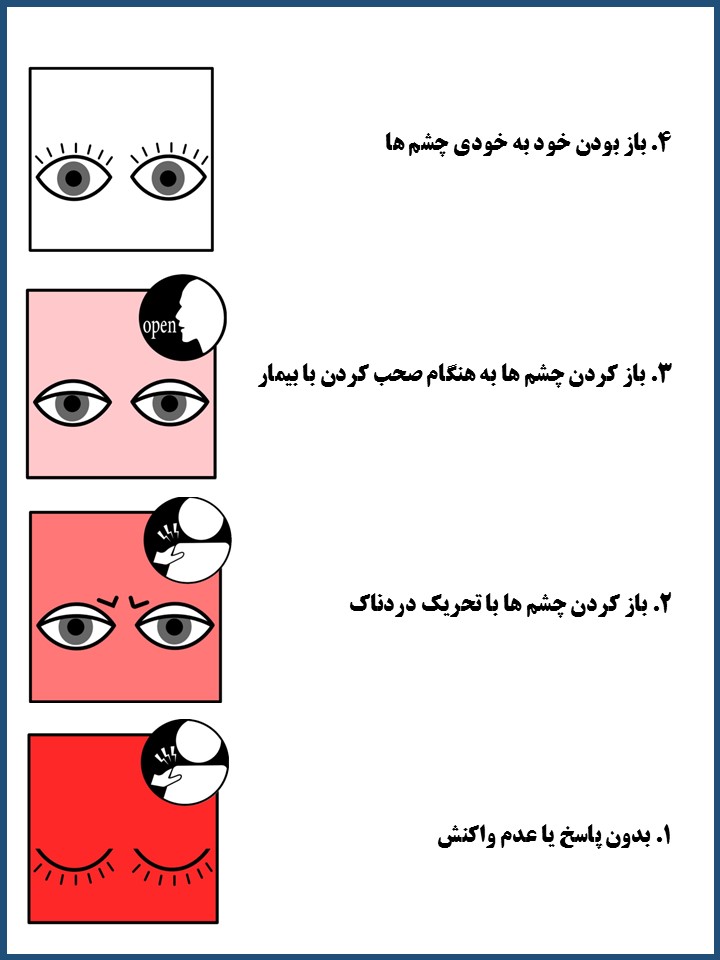 ۴. باز بودن خود به خودی چشم ها
open
۳. باز کردن چشم ها به هنگام صحب کردن با بیمار
۲. باز کردن چشم ها با تحریک دردناک
۱. بدون پاسخ یا عدم واکنش